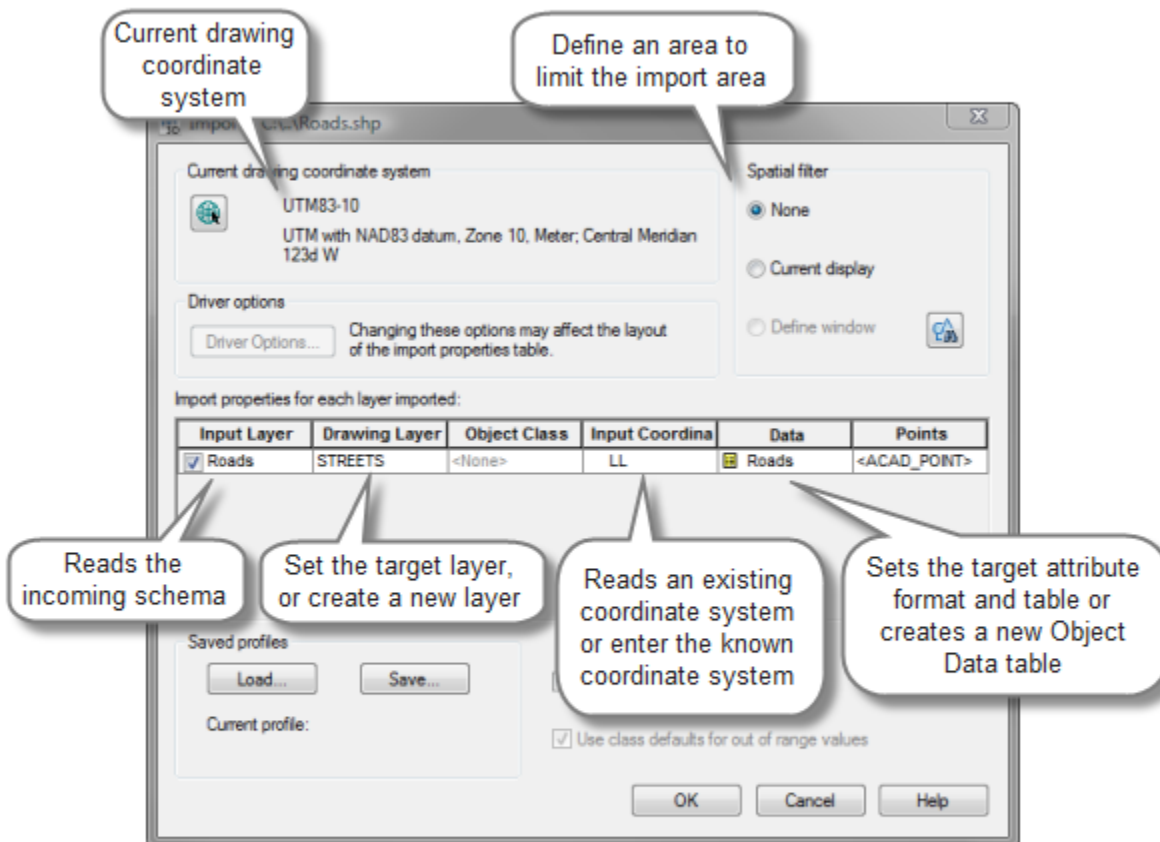 Current drawing
coordinate
system
Define an area to
limit the import area
Roads.shp
Current drawing coordinate system
UTM83-10
UTM with NAD83 datum, Zone 10, Meter; Central Meridian
123d W
Spatial filter
None
Current display
Define window
Driver options
Driver Options...
Changing these options may affect the layout
of the import properties table.
Import properties for each layer imported:
Input Layer Drawing Layer Object Class Input Coordina Data Points
Roads STREETS <None> LL Roads <ACAD_POINT>
Reads the
incoming schema
Set the target layer,
or create a new layer
Reads an existing
coordinate system
or enter the known
coordinate system
Sets the target attribute
format and table or
creates a new Object
Data table
Saved profiles
Load... Save...
Current profile:
Use class defaults for out of range values
OK Cancel Help